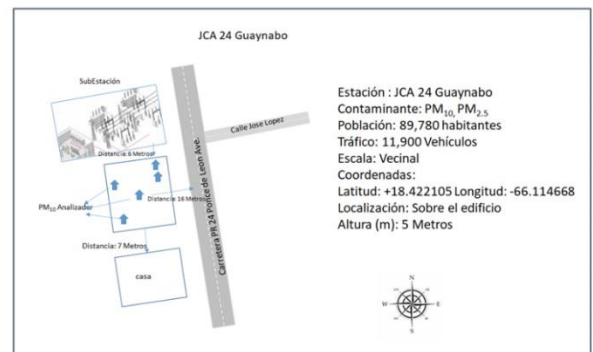 JCA 24 Guaynabo
SubEstación
Calle Jose Lopez
Distancia:6 Metros
Distancia: 16 Metros
PM10 Analizador
Distancia: 7 Metros
casa
Carretera PR 24 Ponce de Leon Ave.
Estación : JCA 24 Guaynabo
Contaminante: PM10, PM2.5
Población: 89,780 habitantes
Tráfico: 11,900 Vehículos
Escala: Vecinal
Coordenadas:
Latitud: +18.422105 Longitud: -66.114668
Localización: Sobre el edificio
Altura (m): 5 Metros
N
W
E
S